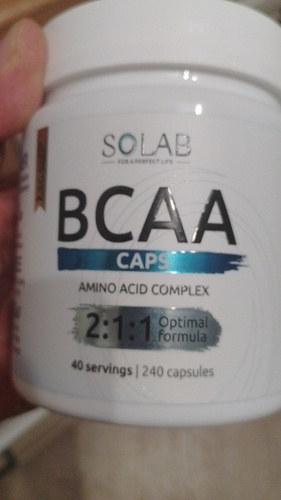 SOLAB
FOR A PERFECT LIFE
BCAA
CAPS
AMINO ACID COMPLEX
2:1:1 Optimal
formula
40 servings | 240 capsules